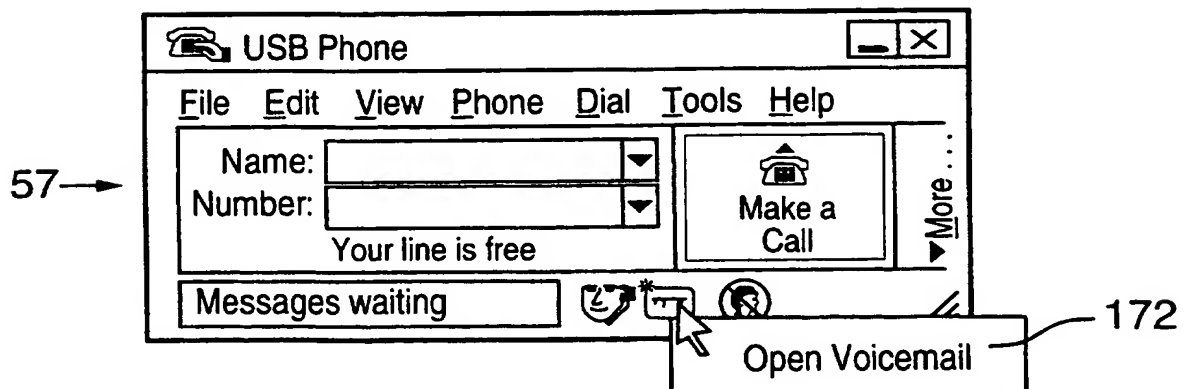 USB Phone
File Edit View Phone Dial Tools Help
Name:
Number:
Your line is free
Make a
Call
More....
Messages waiting
Open Voicemail
57
172